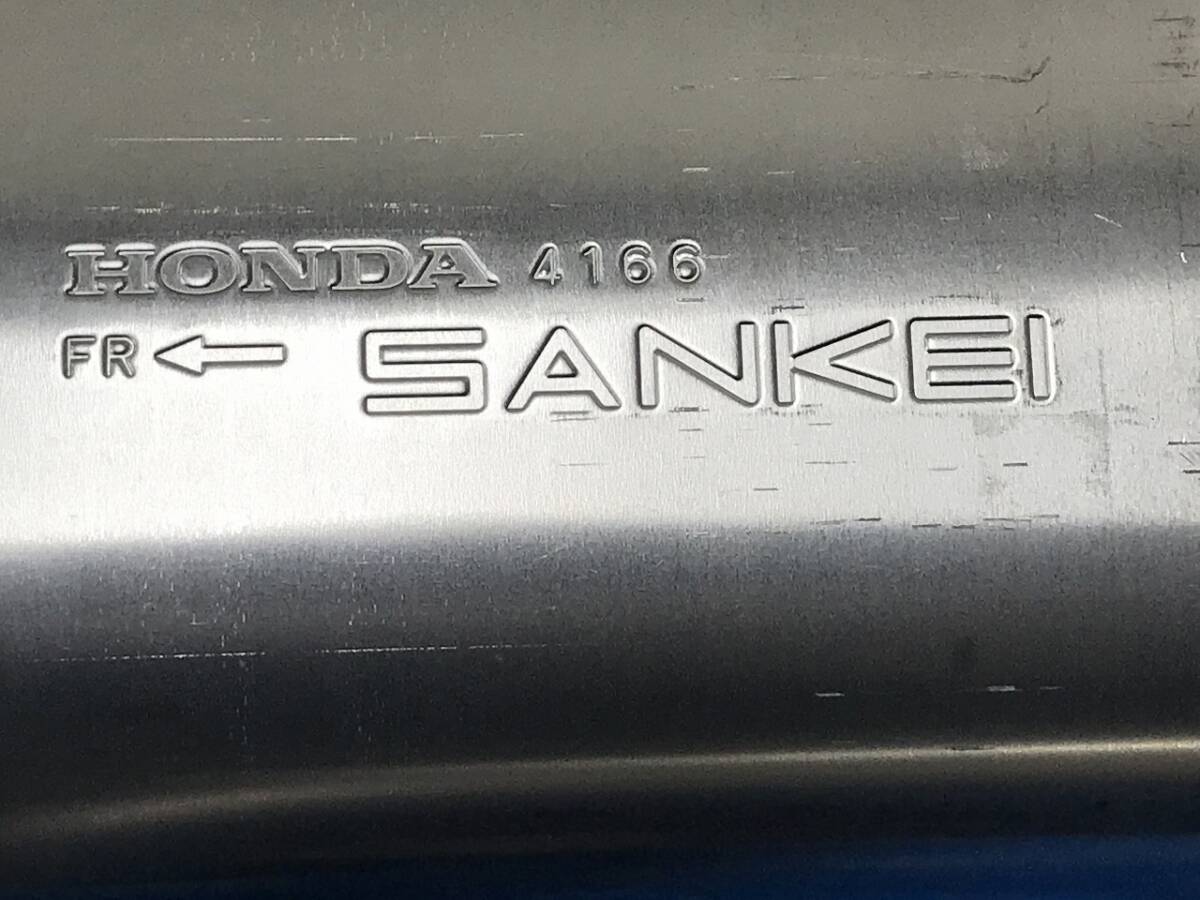 HONDA 4166
FR ← SANKEI